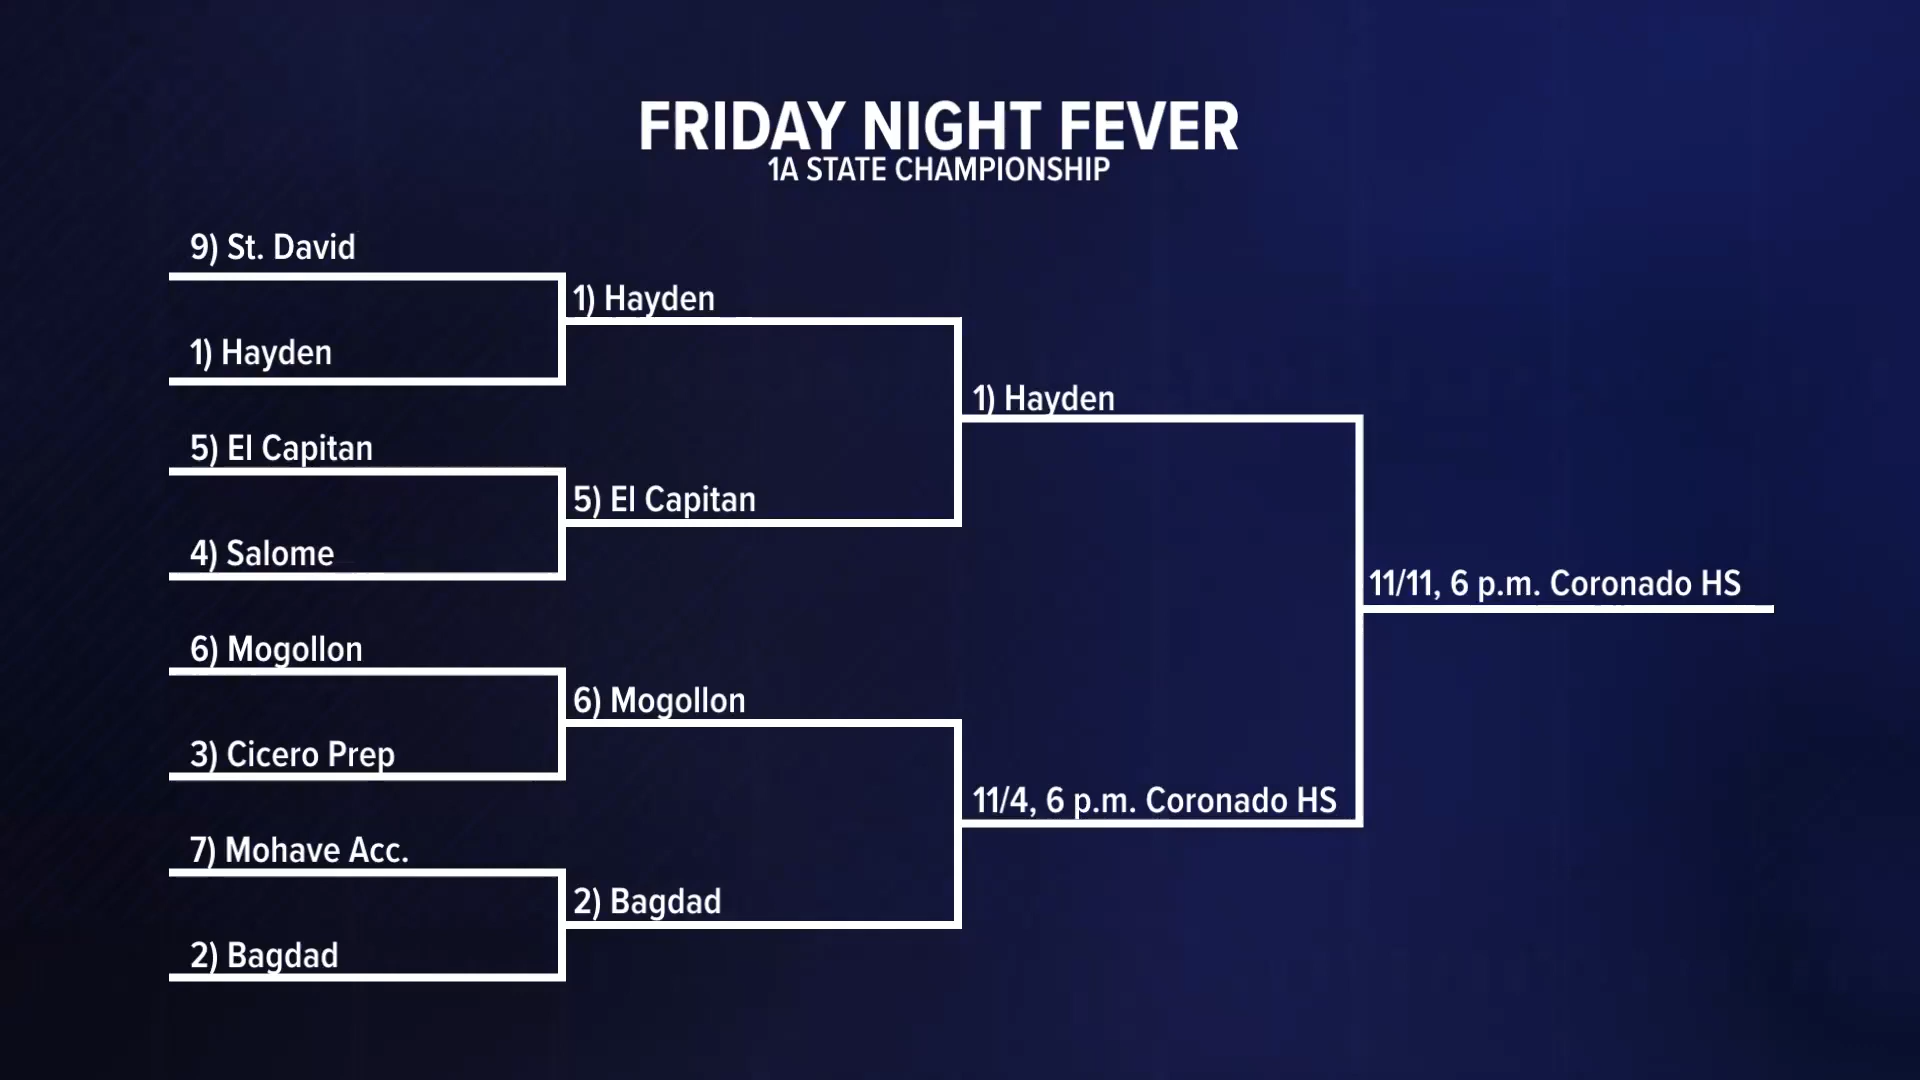 FRIDAY NIGHT FEVER
1A STATE CHAMPIONSHIP
9) St. David
1) Hayden
5) El Capitan
4) Salome
6) Mogollon
3) Cicero Prep
7) Mohave Acc.
2) Bagdad
1) Hayden
5) El Capitan
6) Mogollon
2) Bagdad
1) Hayden
11/4, 6 p.m. Coronado HS
11/11, 6 p.m. Coronado HS